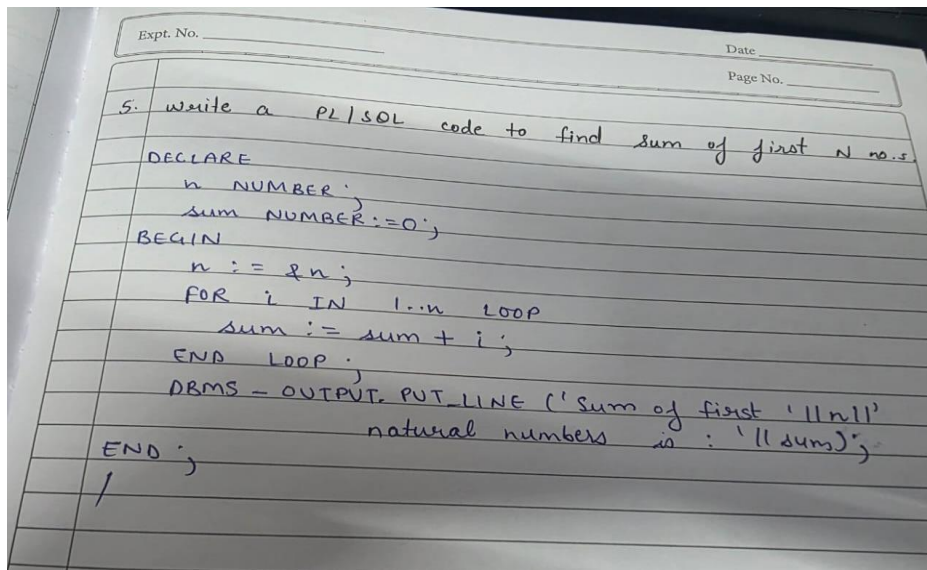 Expt. No.
Date
Page No.
5. Write a PL/SQL code to find sum of first N no.s.
DECLARE
n NUMBER;
sum NUMBER:=0;
BEGIN
n := &n;
FOR i IN 1..n LOOP
sum := sum + i;
END LOOP;
DBMS_OUTPUT.PUT_LINE ('Sum of first '||n||'
natural numbers is : '|| sum);
END;
/